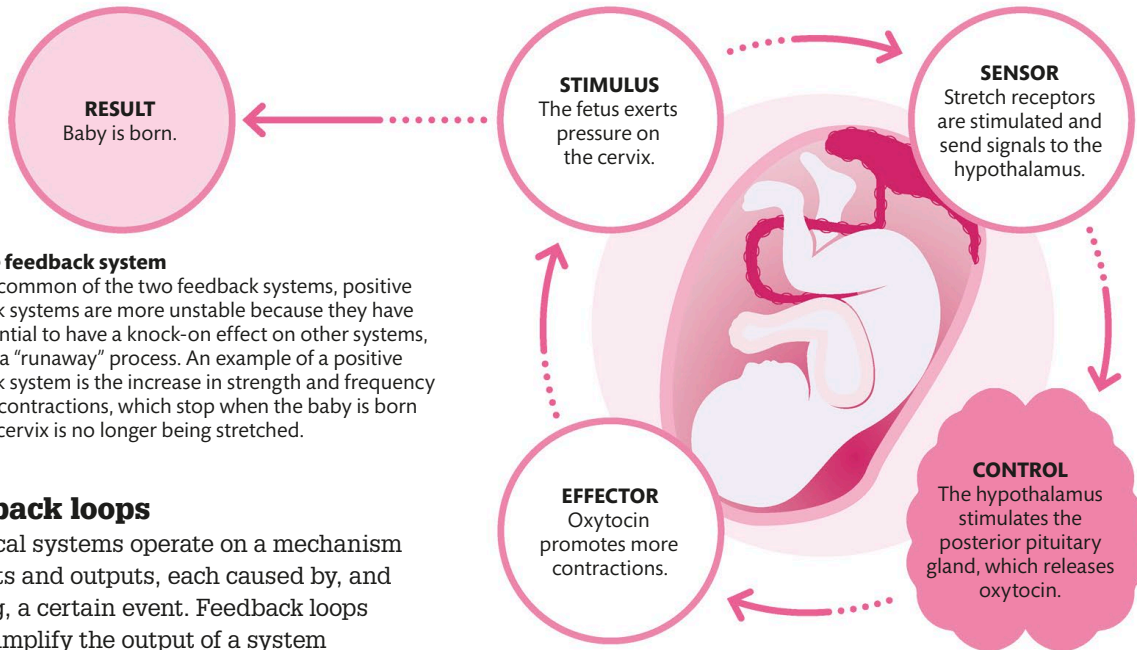 RESULT
Baby is born.
STIMULUS
The fetus exerts
pressure on
the cervix.
SENSOR
Stretch receptors
are stimulated and
send signals to the
hypothalamus.
CONTROL
The hypothalamus
stimulates the
posterior pituitary
gland, which releases
oxytocin.
EFFECTOR
Oxytocin
promotes more
contractions.
feedback system
common of the two feedback systems, positive
systems are more unstable because they have
to have a knock-on effect on other systems,
a “runaway” process. An example of a positive
system is the increase in strength and frequency
contractions, which stop when the baby is born
cervix is no longer being stretched.
loops
systems operate on a mechanism
and outputs, each caused by, and
a certain event. Feedback loops
amplify the output of a system